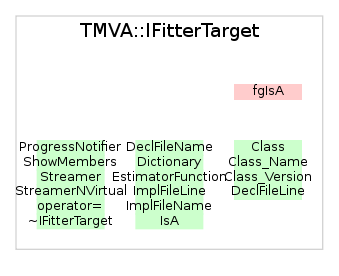 TMVA::IFitterTarget
fgIsA
ProgressNotifier
ShowMembers
Streamer
StreamerNVirtual
operator=
~IFitterTarget
DeclFileName
Dictionary
EstimatorFunction
ImplFileLine
ImplFileName
IsA
Class
Class_Name
Class_Version
DeclFileLine